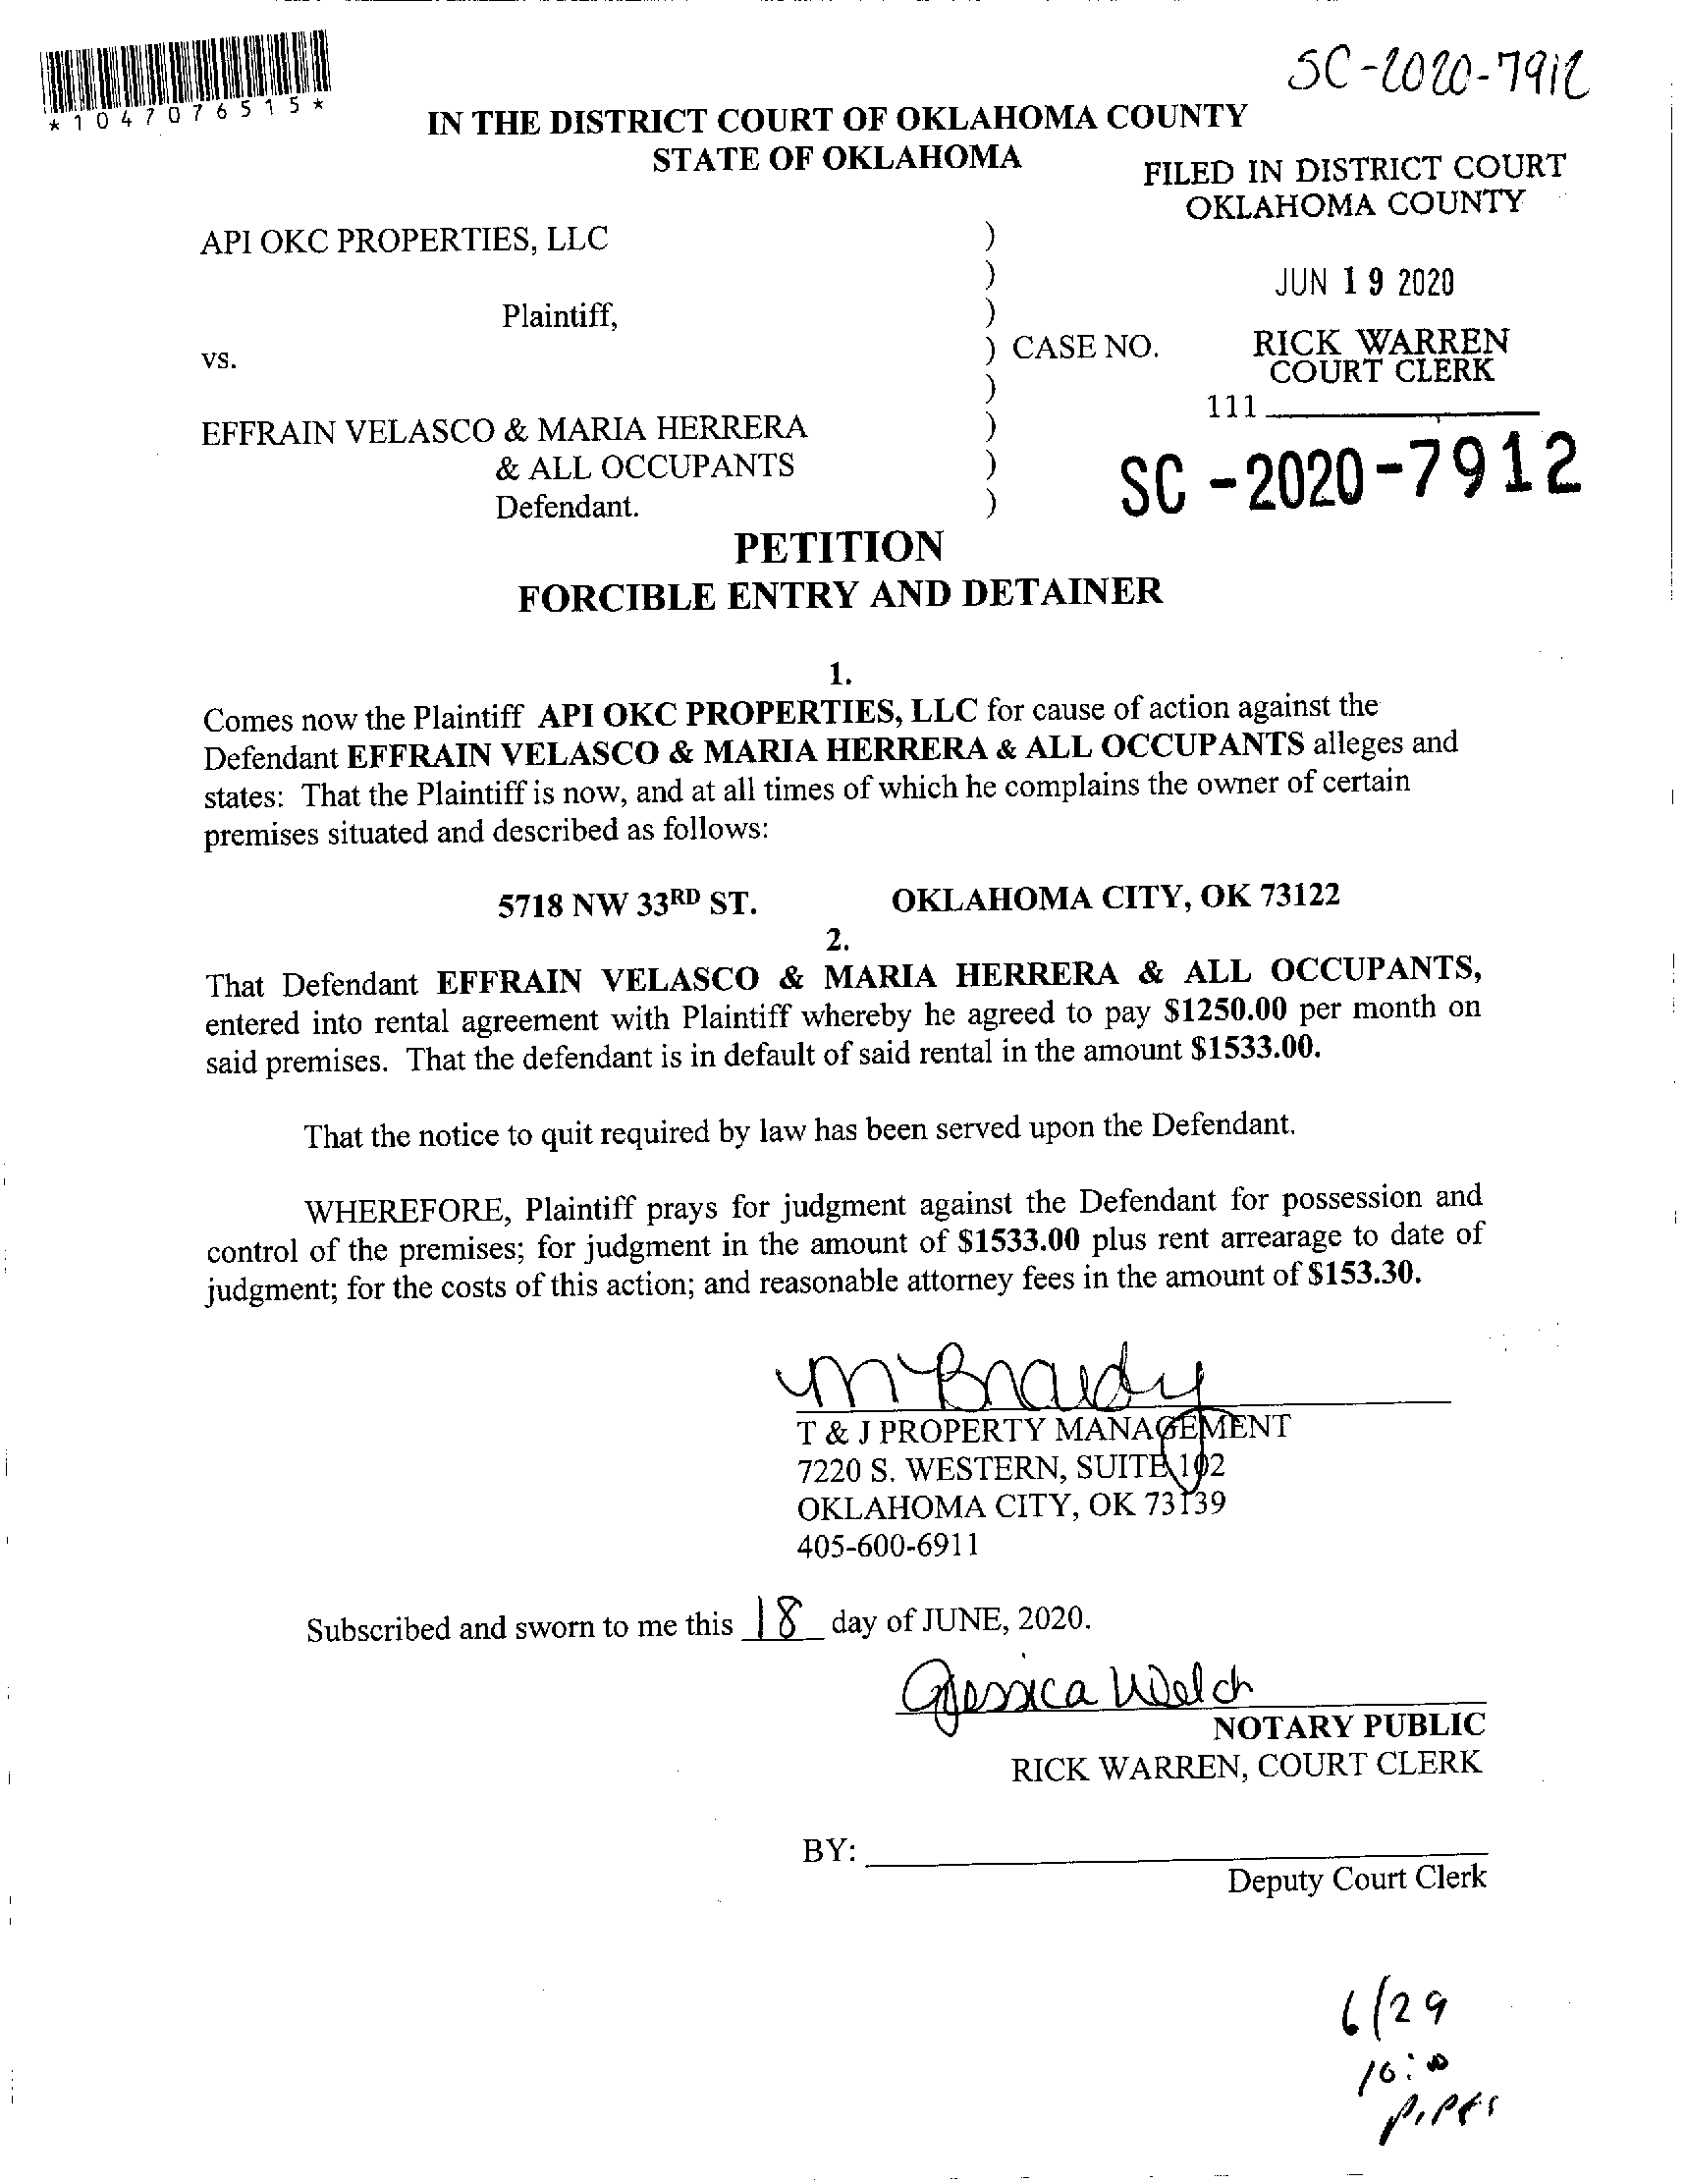 SC-2020-7912
*1047076515*
IN THE DISTRICT COURT OF OKLAHOMA COUNTY
STATE OF OKLAHOMA
FILED IN DISTRICT COURT
OKLAHOMA COUNTY
JUN 19 2020
RICK WARREN
COURT CLERK
111
API OKC PROPERTIES, LLC )
)
Plaintiff, )
vs. ) CASE NO.
)
EFFRAIN VELASCO & MARIA HERRERA )
& ALL OCCUPANTS )
Defendant. )
SC-2020-7912
PETITION
FORCIBLE ENTRY AND DETAINER
1.
Comes now the Plaintiff API OKC PROPERTIES, LLC for cause of action against the
Defendant EFFRAIN VELASCO & MARIA HERRERA & ALL OCCUPANTS alleges and
states: That the Plaintiff is now, and at all times of which he complains the owner of certain
premises situated and described as follows:
5718 NW 33RD ST. OKLAHOMA CITY, OK 73122
2.
That Defendant EFFRAIN VELASCO & MARIA HERRERA & ALL OCCUPANTS,
entered into rental agreement with Plaintiff whereby he agreed to pay $1250.00 per month on
said premises. That the defendant is in default of said rental in the amount $1533.00.
That the notice to quit required by law has been served upon the Defendant.
WHEREFORE, Plaintiff prays for judgment against the Defendant for possession and
control of the premises; for judgment in the amount of $1533.00 plus rent arrearage to date of
judgment; for the costs of this action; and reasonable attorney fees in the amount of $153.30.
T & J PROPERTY MANAGEMENT
7220 S. WESTERN, SUITE 102
OKLAHOMA CITY, OK 73139
405-600-6911
Subscribed and sworn to me this 18 day of JUNE, 2020.
Jessica Welch
NOTARY PUBLIC
RICK WARREN, COURT CLERK
BY:
Deputy Court Clerk
6/29
10:00